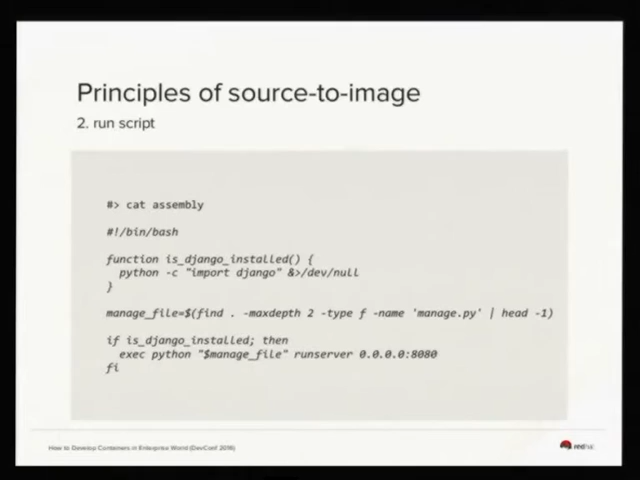 Principles of source-to-image
2. run script
#> cat assembly
#!/bin/bash
function is_django_installed() {
python -c "import django" &>/dev/null
}
manage_file=$(find . -maxdepth 2 -type f -name 'manage.py' | head -1)
if is_django_installed; then
exec python "$manage_file" runserver 0.0.0.0:8080
fi
How to Develop Containers in Enterprise World (DevConf 2016)
redhat